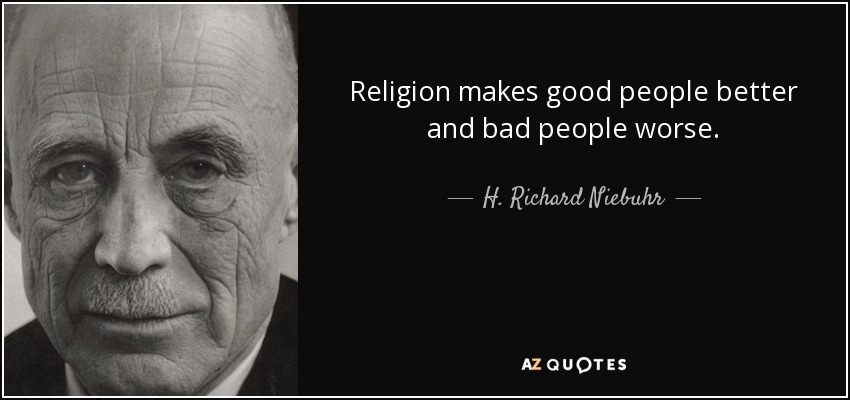 Religion makes good people better
and bad people worse.
— H. Richard Niebuhr —
AZ QUOTES